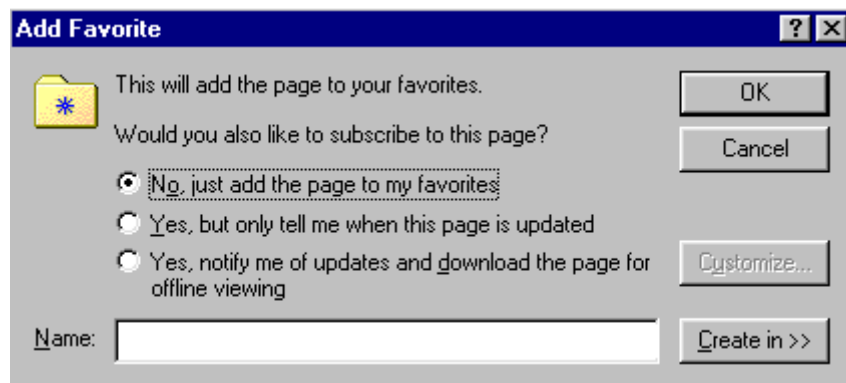 Add Favorite
This will add the page to your favorites.
OK
Would you also like to subscribe to this page?
Cancel
No, just add the page to my favorites
Yes, but only tell me when this page is updated
Yes, notify me of updates and download the page for
offline viewing
Customize...
Name:
Create in >>